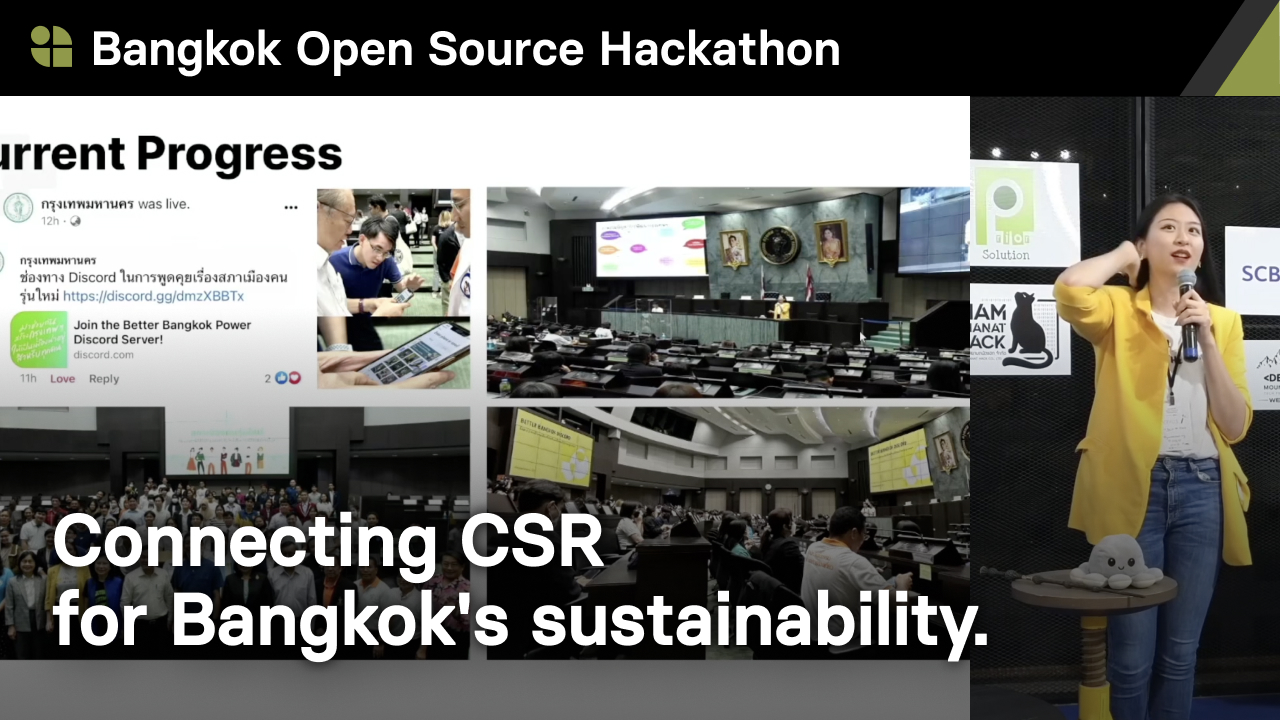 Bangkok Open Source Hackathon
urrent Progress
กรุงเทพมหานคร was live.
12h ·
กรุงเทพมหานคร
ช่องทาง Discord ในการพูดคุยเรื่องสภาเมืองคน
รุ่นใหม่ https://discord.gg/dmzXBBTx
Join the Better Bangkok Power
Discord Server!
discord.com
11h Love Reply 2
BETTER BANGKOK
Solution
SCB
Connecting CSR
for Bangkok's sustainability.